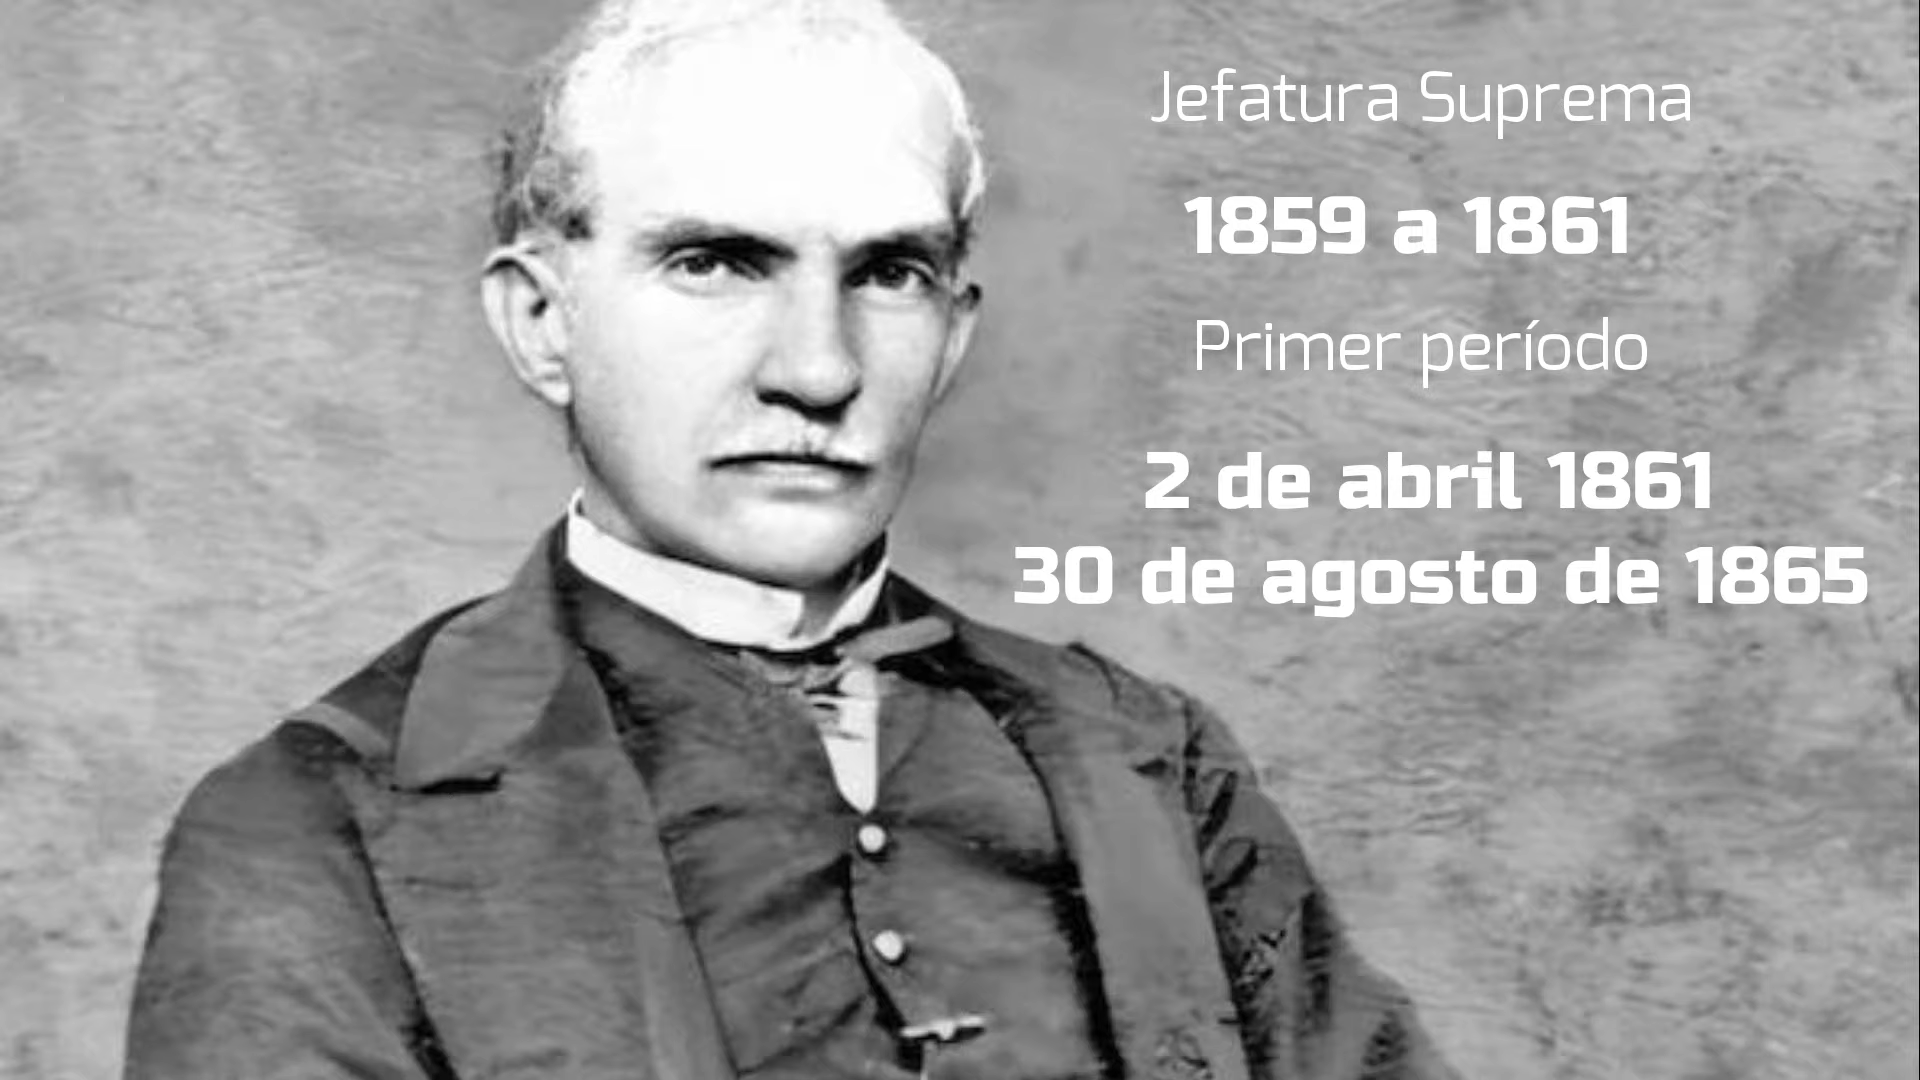 Jefatura Suprema
1859 a 1861
Primer período
2 de abril 1861
30 de agosto de 1865